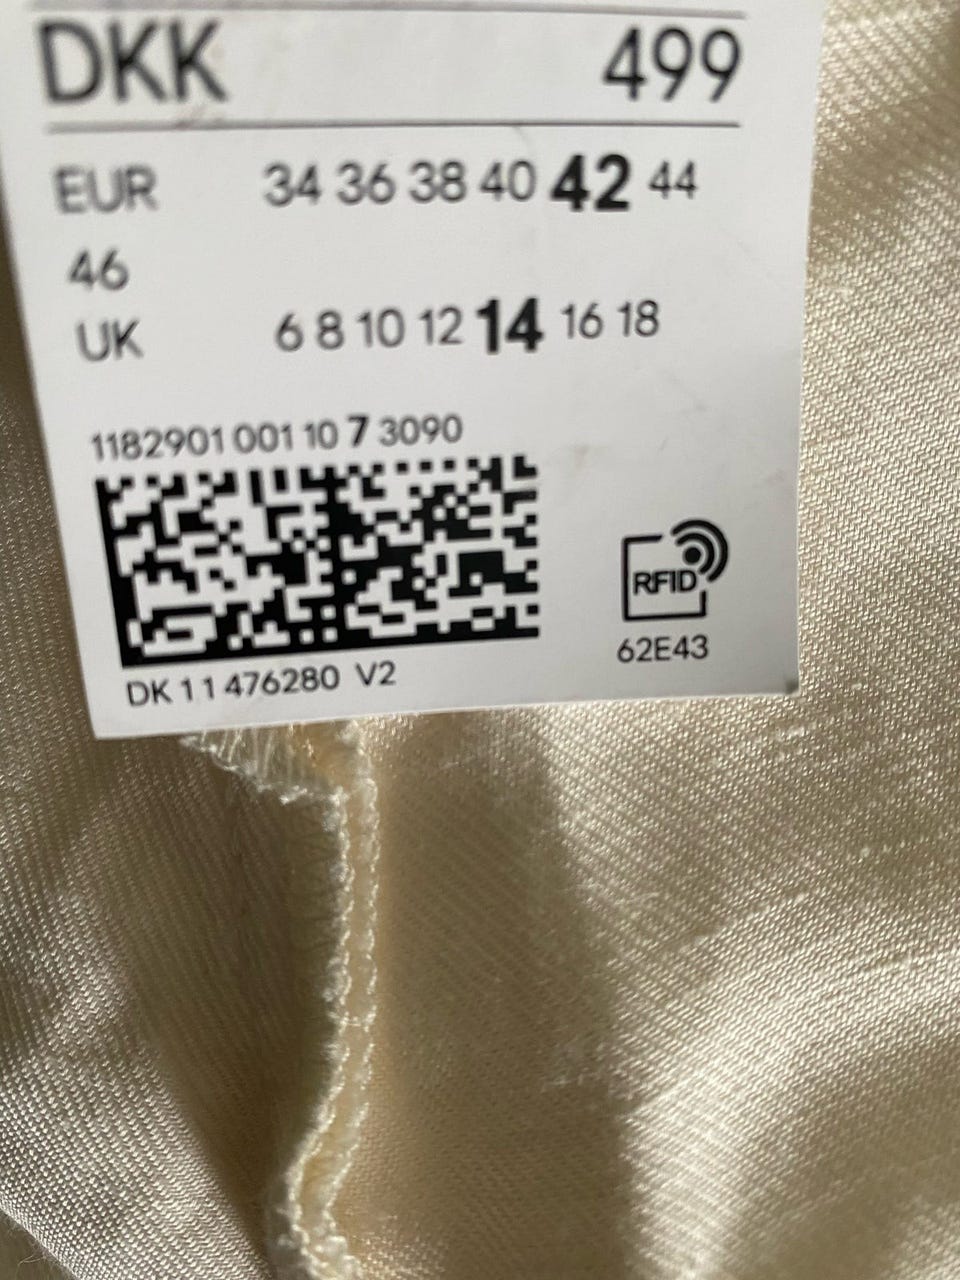 DKK 499
EUR 34 36 38 40 42 44
46
UK 6 8 10 12 14 16 18
1182901 001 10 7 3090
RFID
62E43
DK 1 1 476280 V2